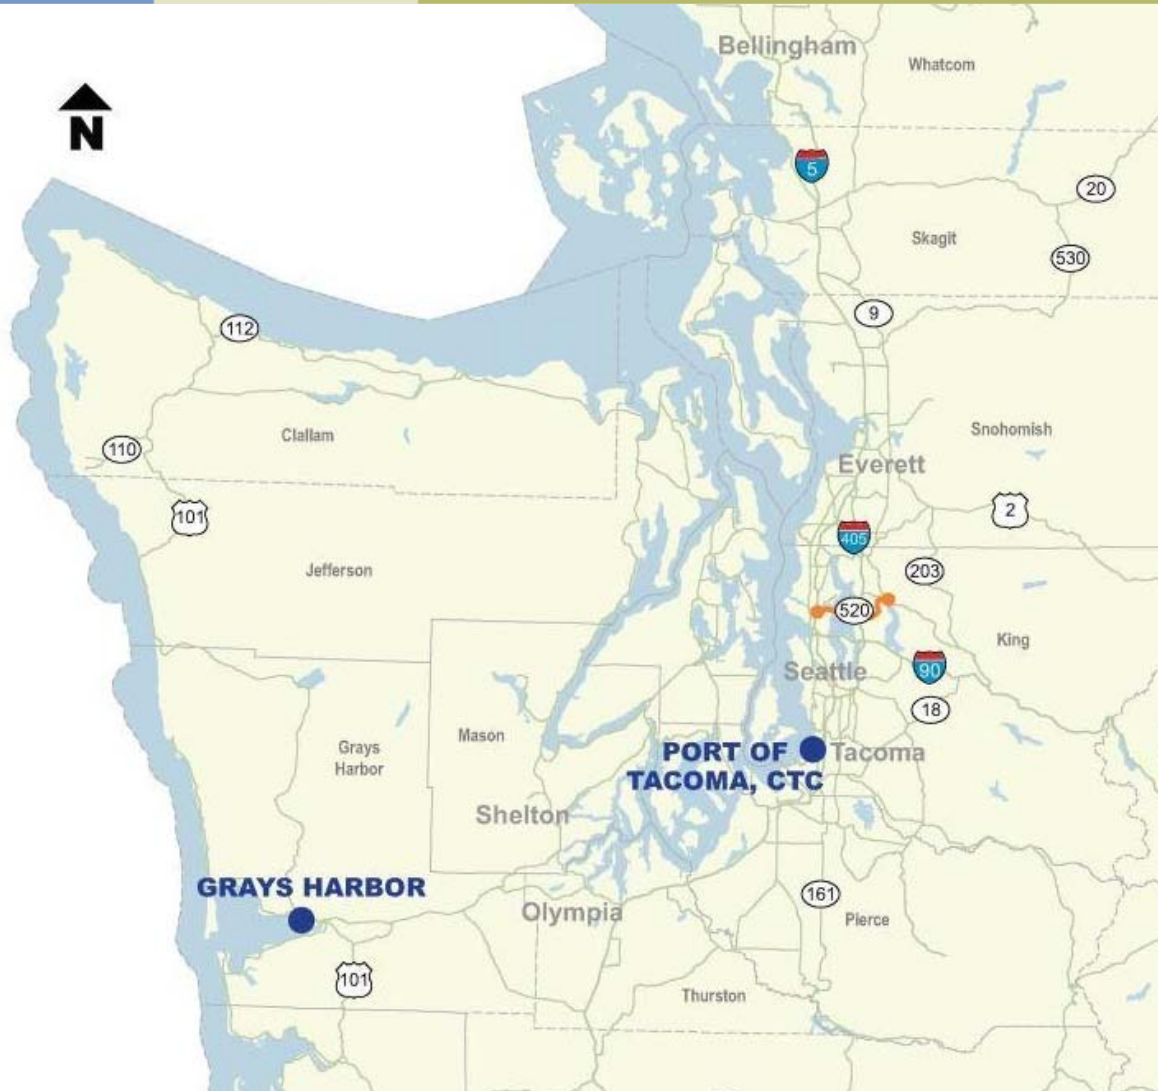 Bellingham
Whatcom
N
5
20
Skagit
530
9
112
Clallam
110
Snohomish
Everett
101
2
405
Jefferson
203
520
King
Seattle
90
18
Mason
Grays
Harbor
PORT OF
TACOMA, CTC
Tacoma
Shelton
GRAYS HARBOR
161
Olympia
Pierce
101
Thurston